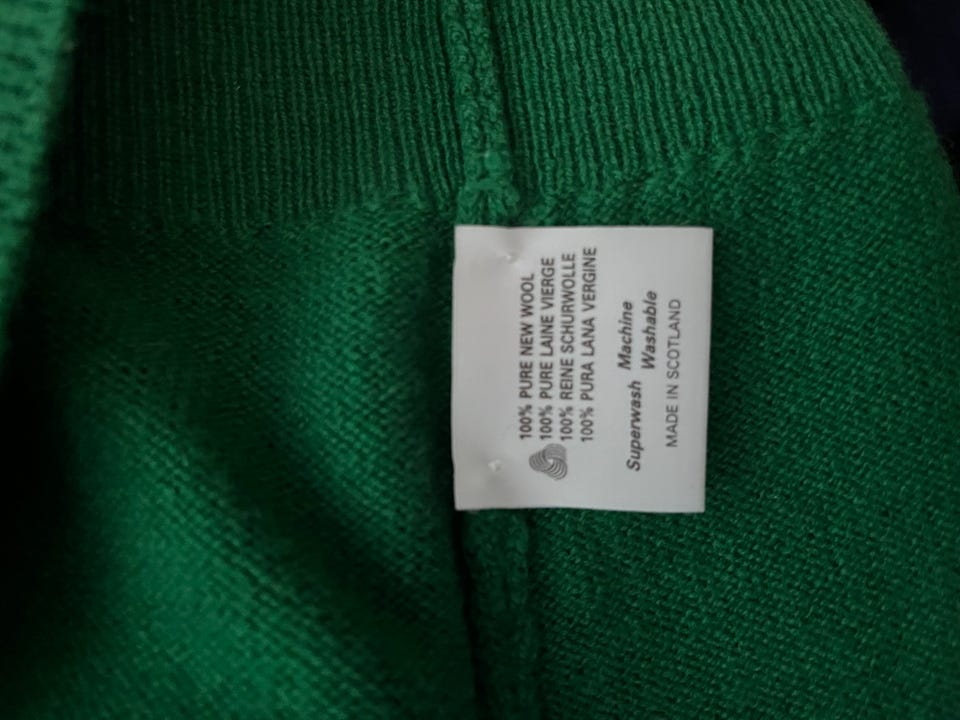 100% PURE NEW WOOL
100% PURE LAINE VIERGE
100% REINE SCHURWOLLE
100% PURA LANA VERGINE
Superwash Machine
Washable
MADE IN SCOTLAND